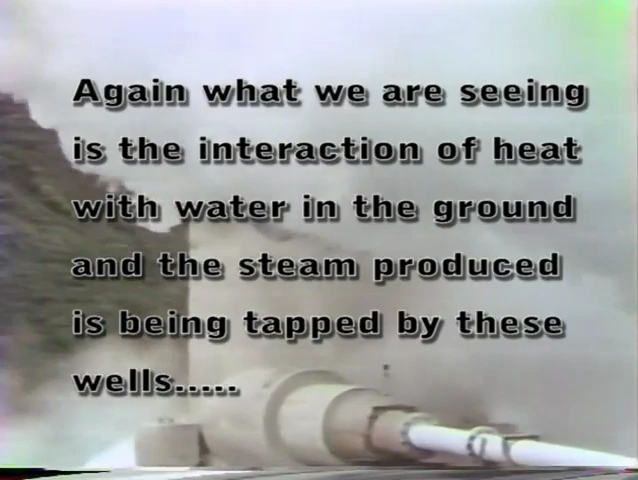 Again what we are seeing
is the interaction of heat
with water in the ground
and the steam produced
is being tapped by these
wells.....